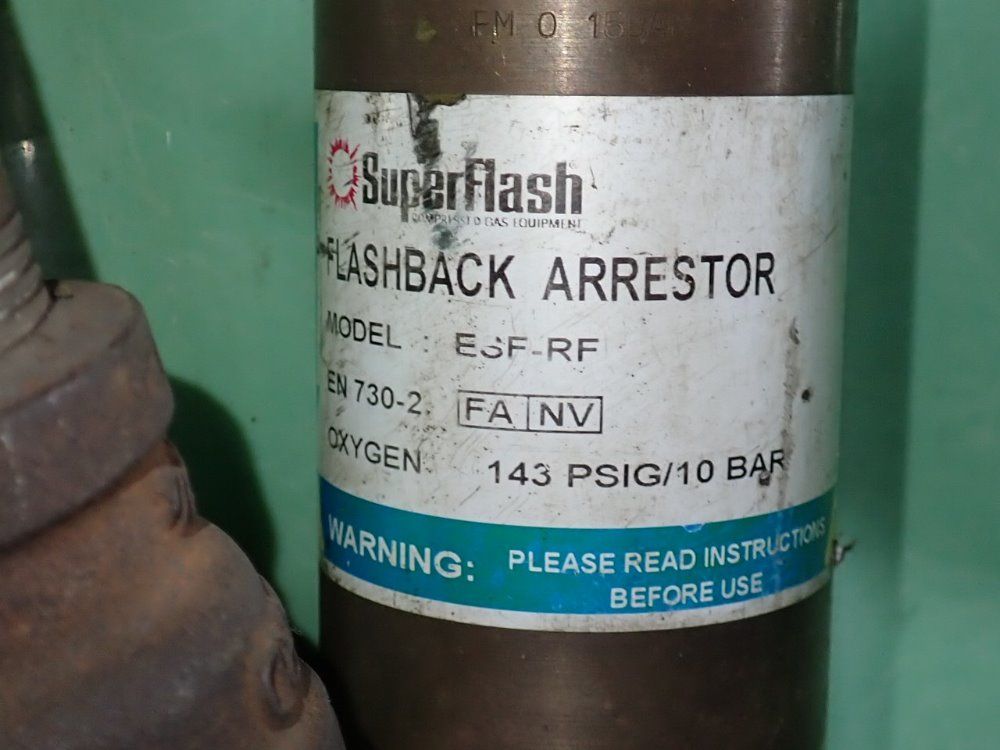 FM O
SuperFlash
COMPRESSED GAS EQUIPMENT
FLASHBACK ARRESTOR
MODEL : ESF-RF
EN 730-2. FA NV
OXYGEN. 143 PSIG/10 BAR
WARNING: PLEASE READ INSTRUCTIONS
BEFORE USE